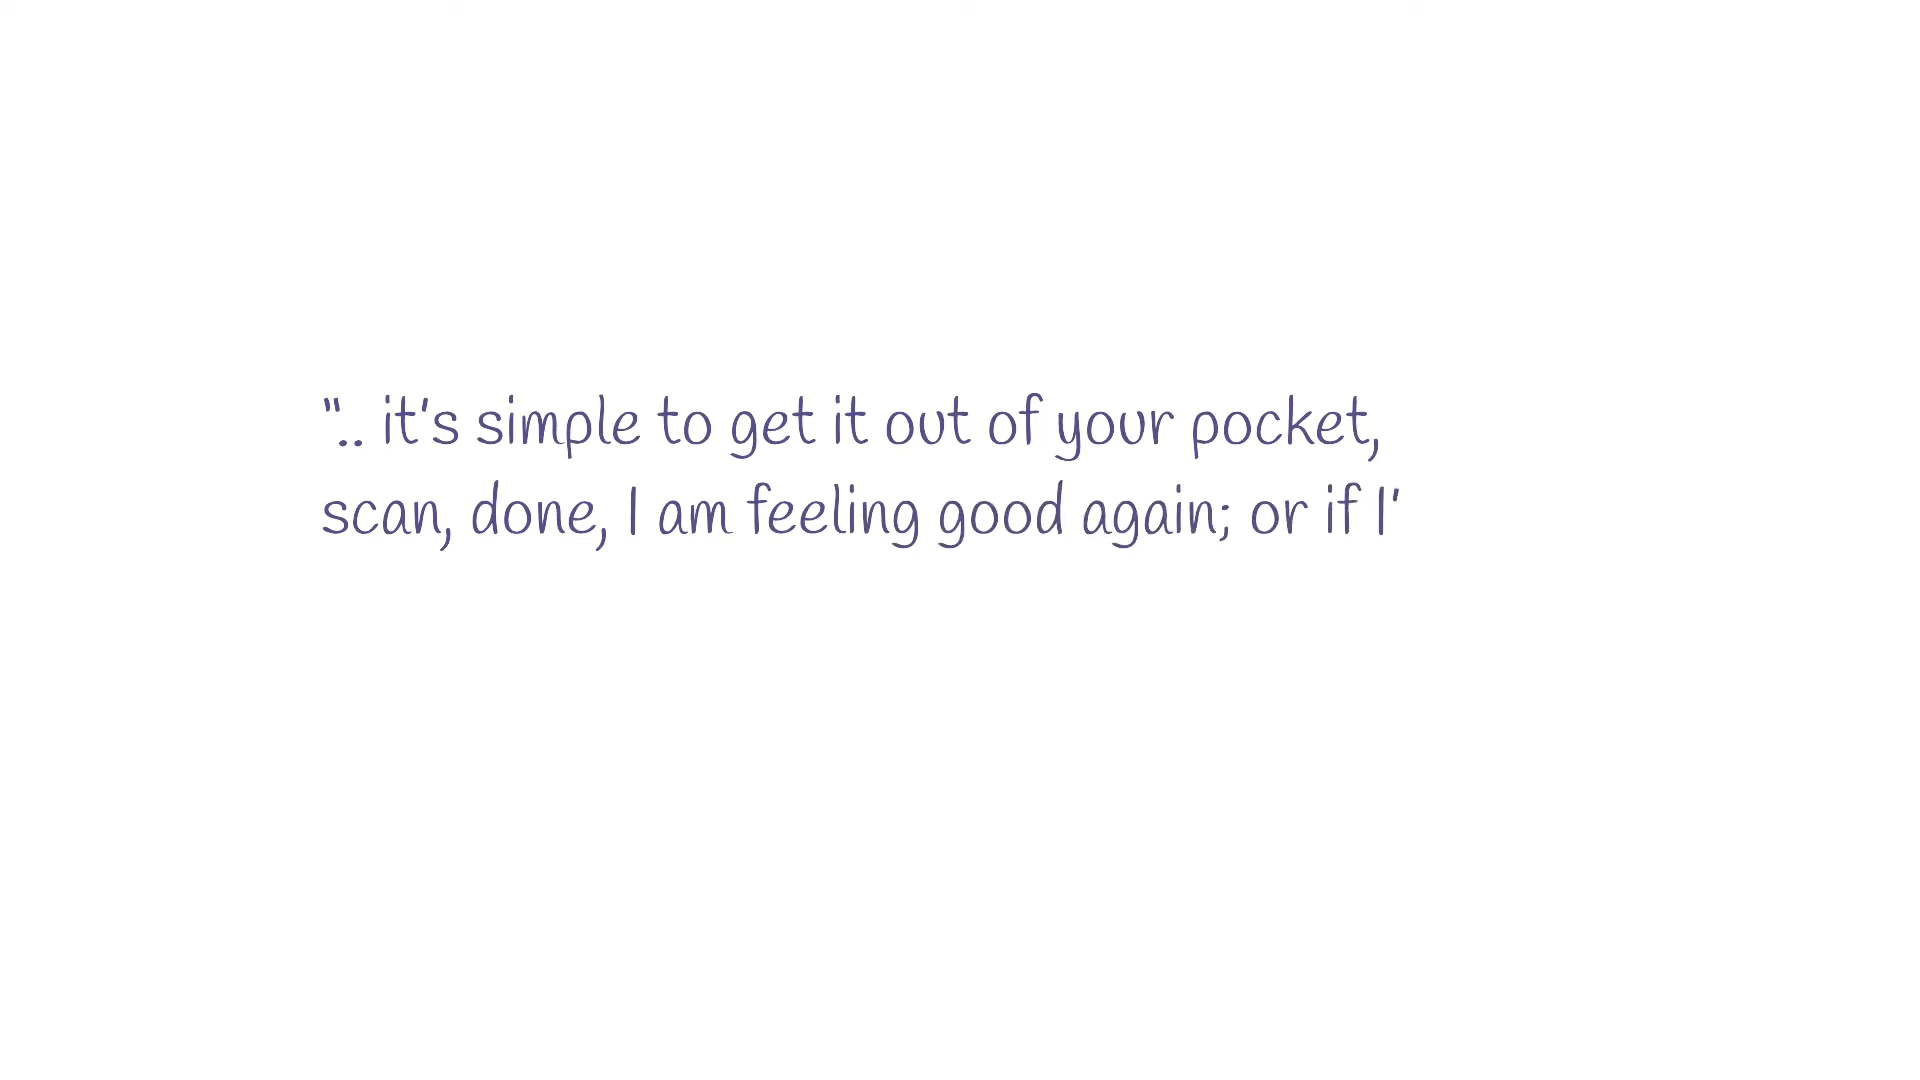 ".. it's simple to get it out of your pocket,
scan, done, I am feeling good again; or if I'